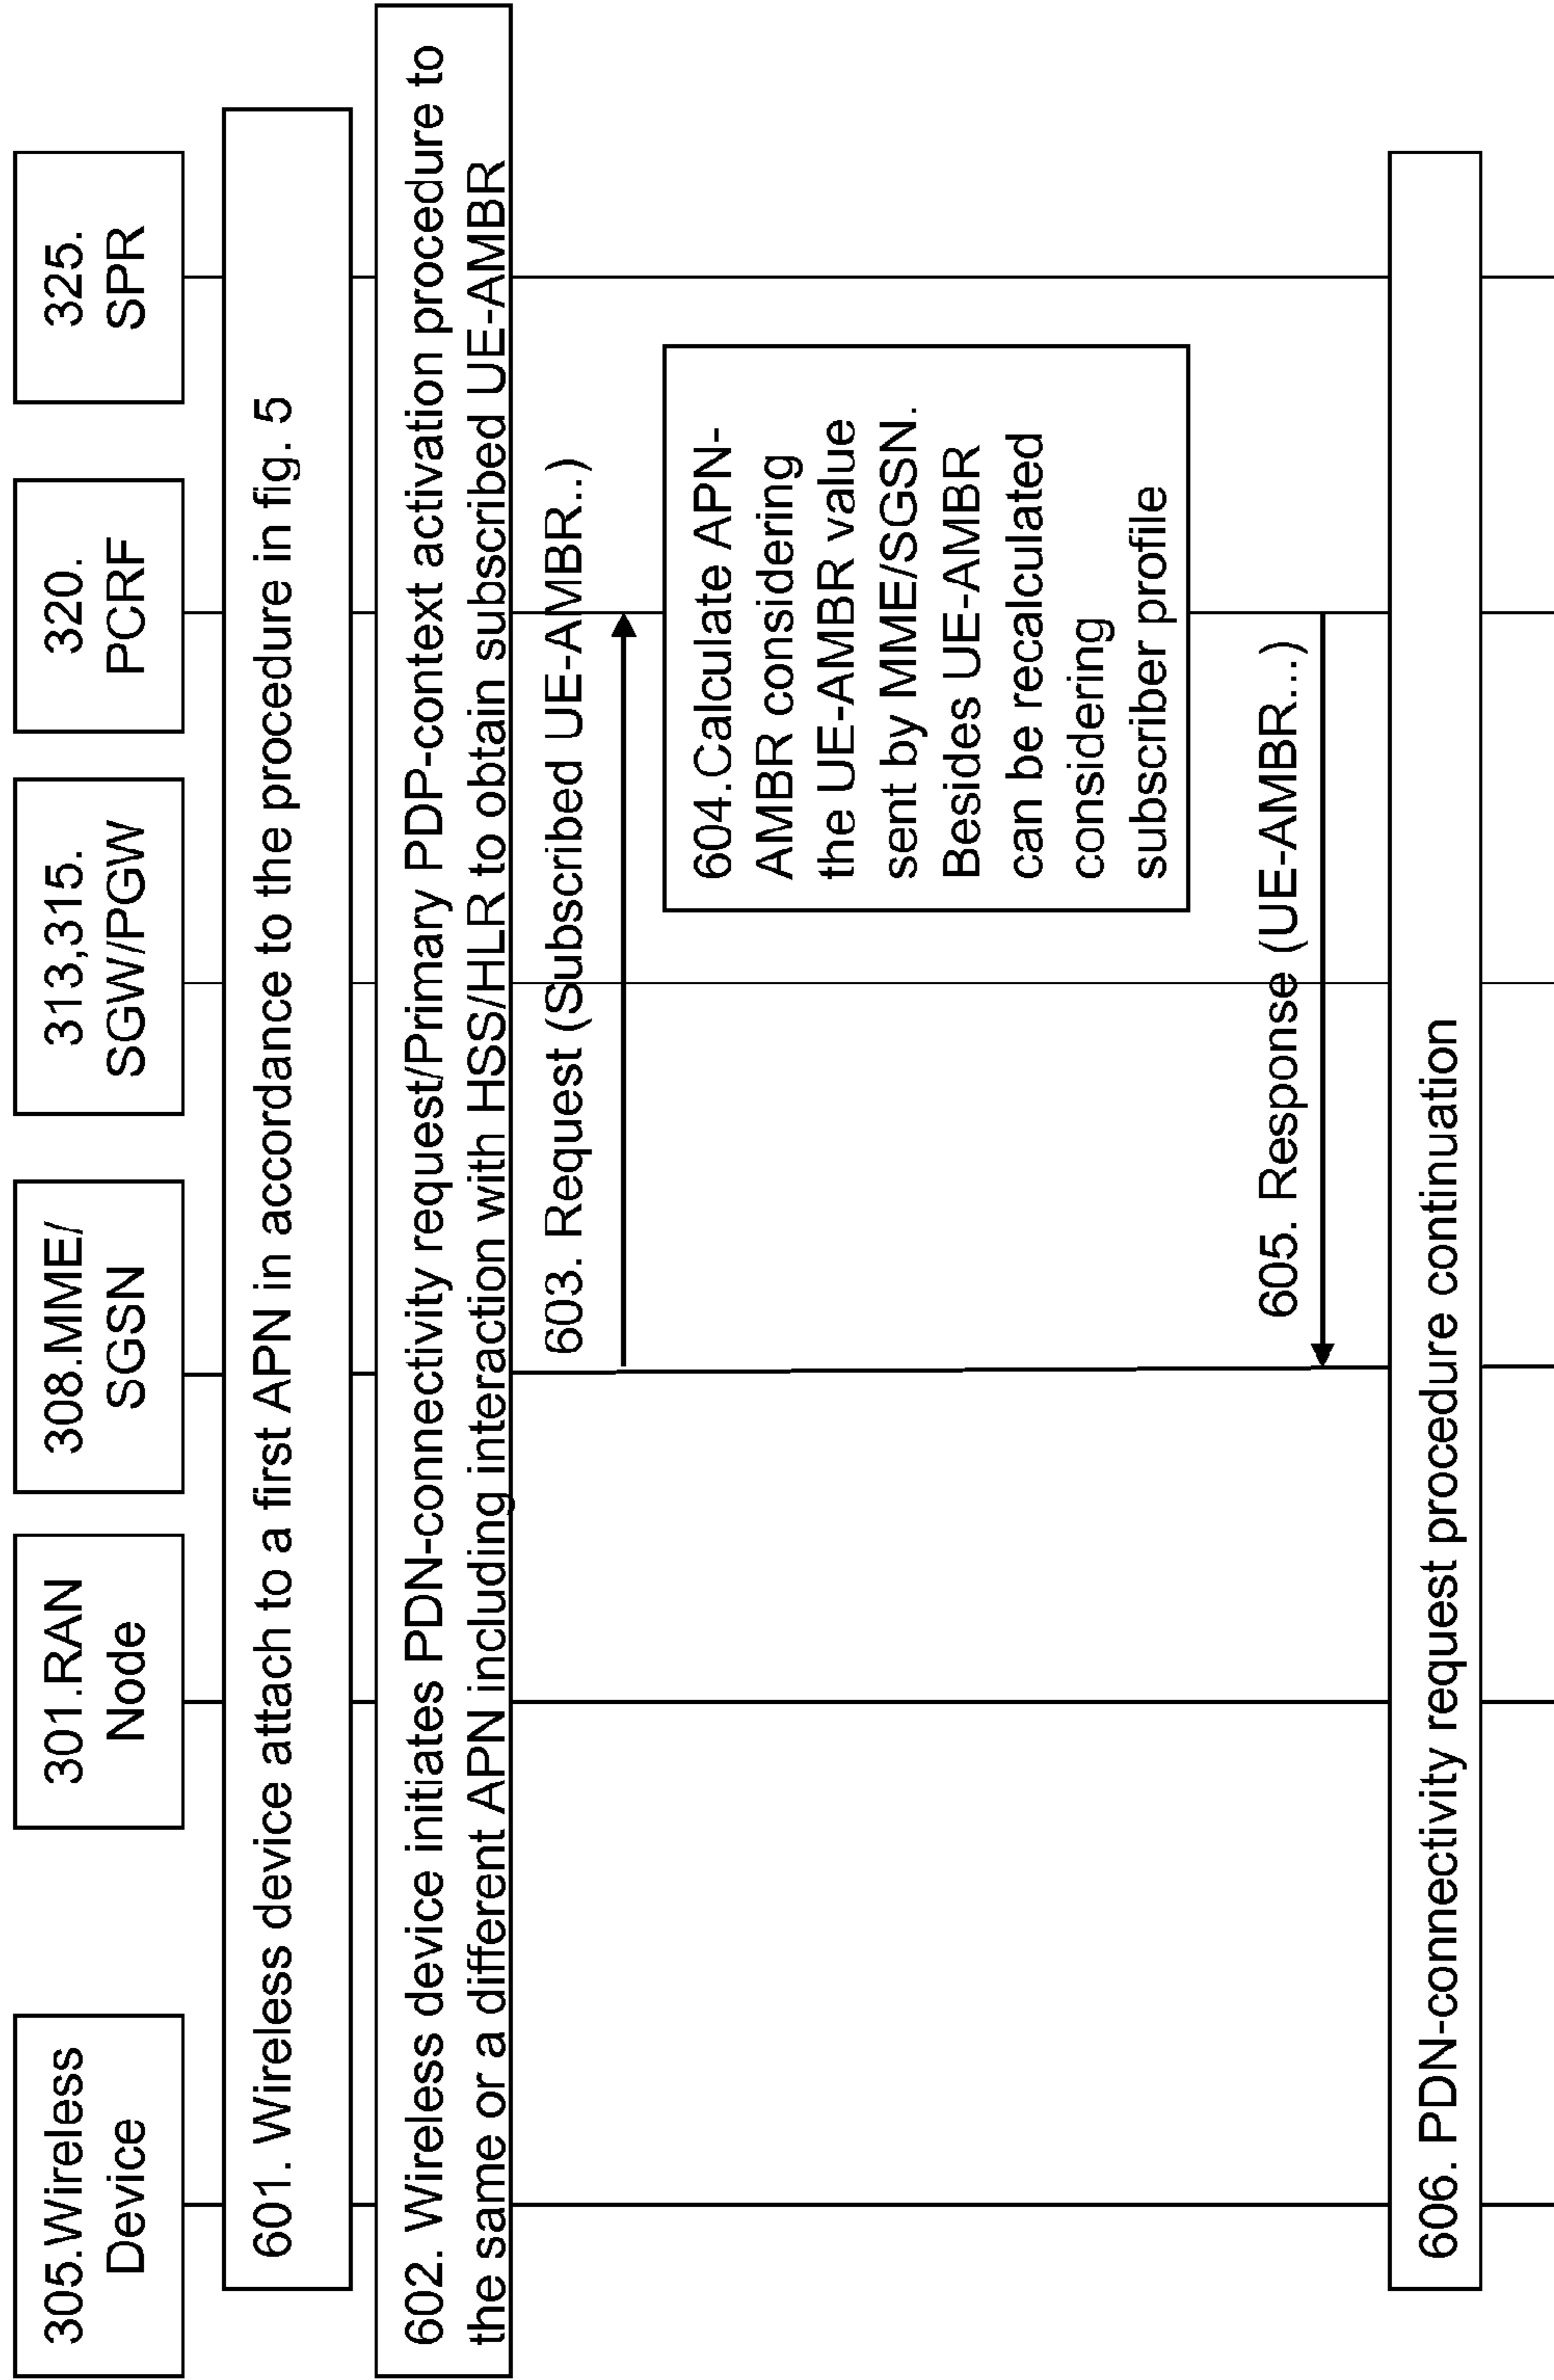 305.Wireless
Device
301.RAN
Node
308.MME/
SGSN
313,315.
SGW/PGW
320.
PCRF
325.
SPR
601. Wireless device attach to a first APN in accordance to the procedure in fig. 5
602. Wireless device initiates PDN-connectivity request/Primary PDP-context activation procedure to
the same or a different APN including interaction with HSS/HLR to obtain subscribed UE-AMBR
603. Request (Subscribed UE-AMBR..)
604.Calculate APN-
AMBR considering
the UE-AMBR value
sent by MME/SGSN.
Besides UE-AMBR
can be recalculated
considering
subscriber profile
605. Response (UE-AMBR...)
606. PDN-connectivity request procedure continuation